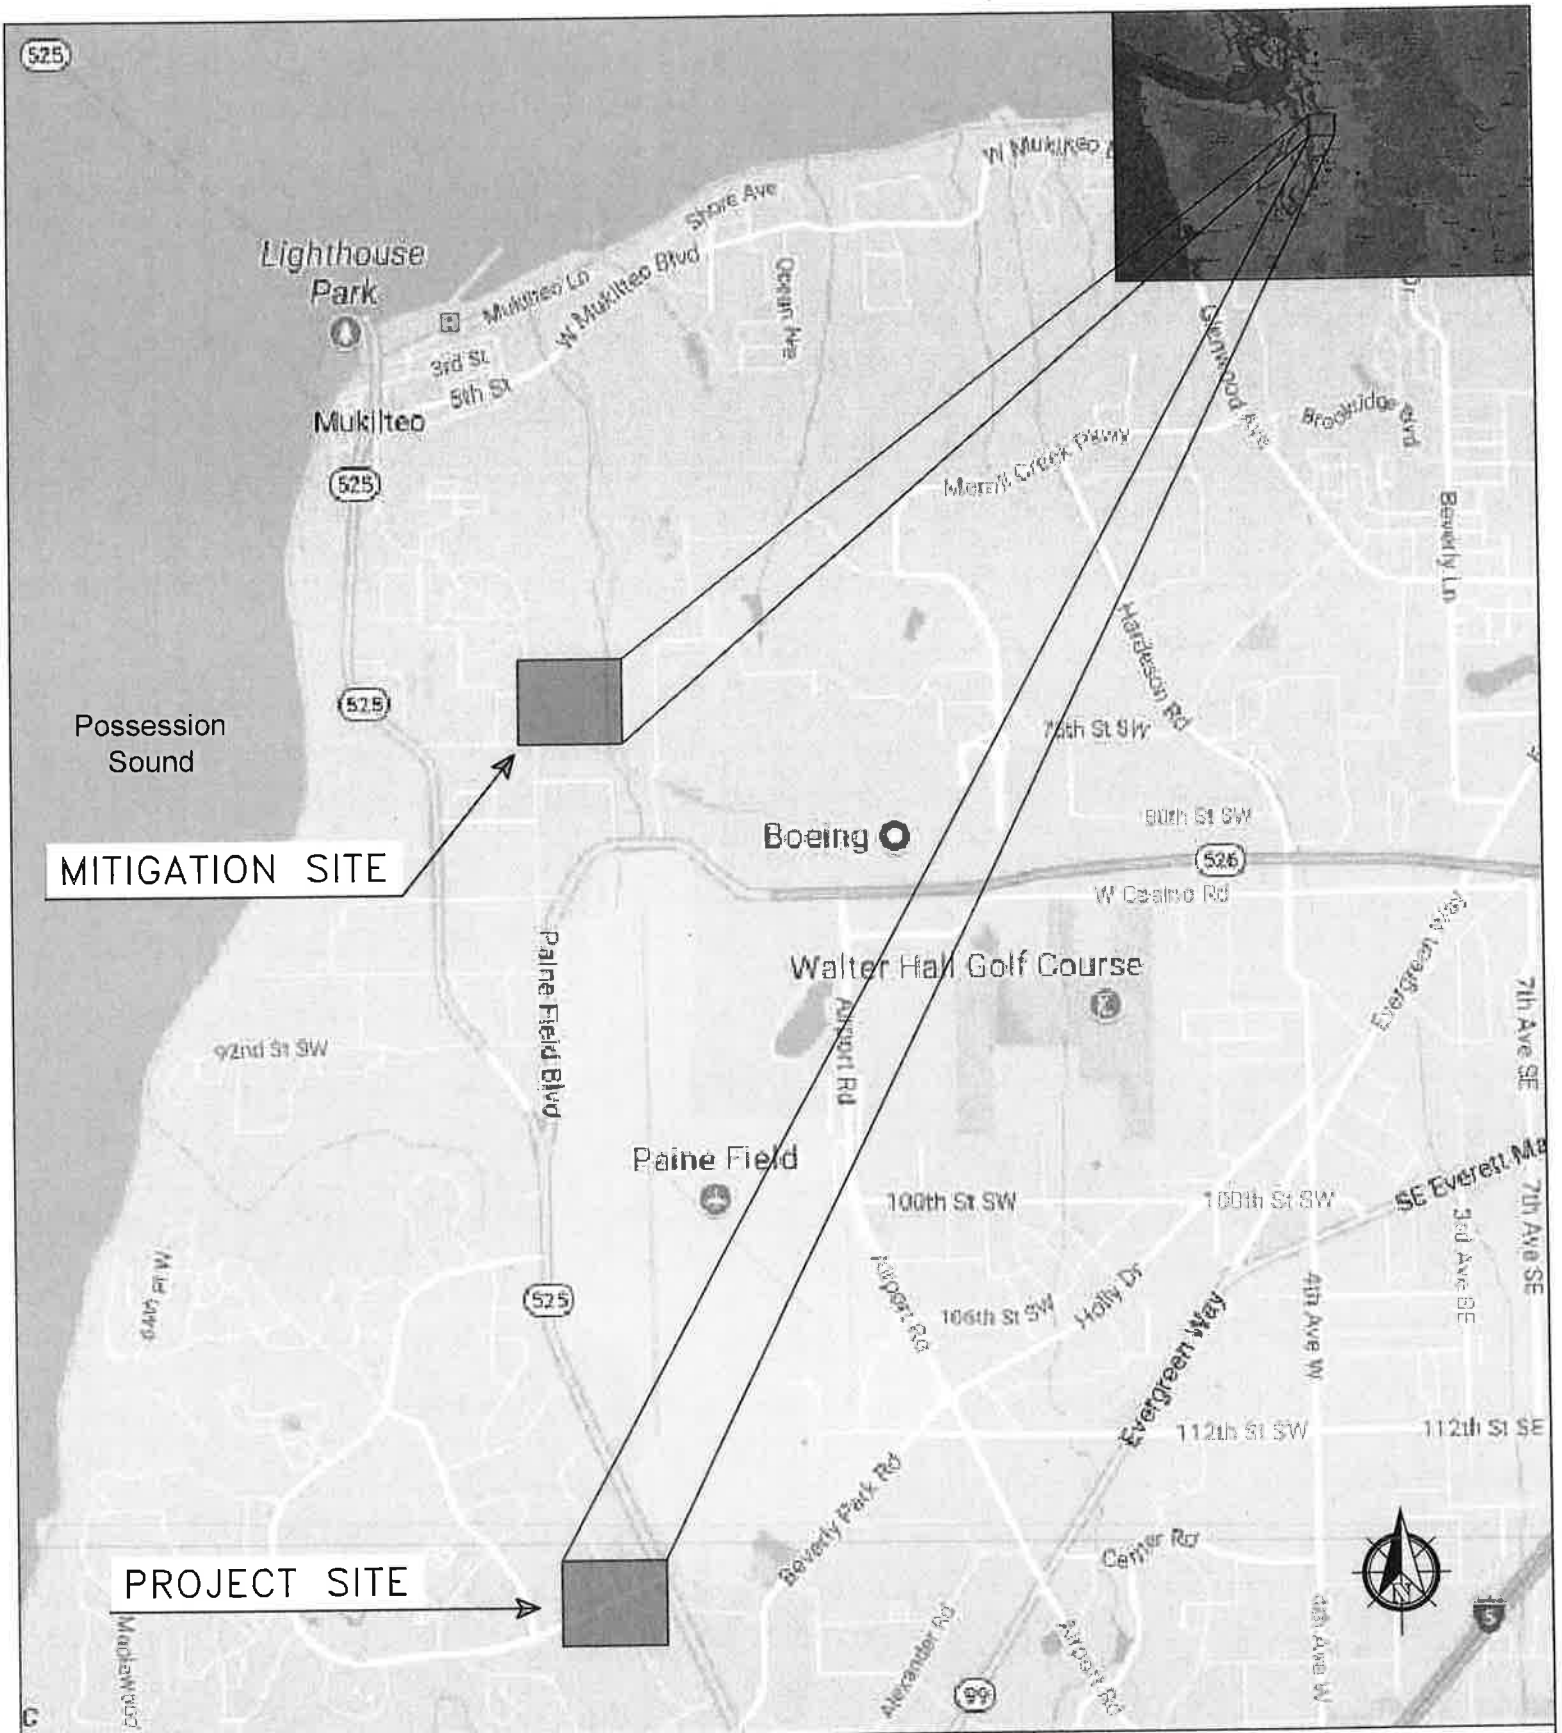 525
W Mukilteo
Shore Ave
Lighthouse
Park
Mukilteo Ln
W Mukilteo Blvd
Ocean Ave
3rd St
5th St
Mukilteo
Glenwood Ave
Dr
Brookridge Blvd
Merrill Creek Pkwy
525
Beverly Ln
Hardeson Rd
525
Possession
Sound
75th St SW
80th St SW
Boeing
526
MITIGATION SITE
W Casino Rd
Evergreen Way
Paine Field Blvd
Walter Hall Golf Course
Airport Rd
7th Ave SE
92nd St SW
Paine Field
100th St SW
100th St SW
SE Everett Ma
3rd Ave SE
7th Ave SE
525
Airport Rd
106th St SW
Holly Dr
4th Ave W
Evergreen Way
112th St SW
112th St SE
Beverly Park Rd
Center Rd
PROJECT SITE
N
5
4th Ave W
Alexander Rd
Airport Rd
99